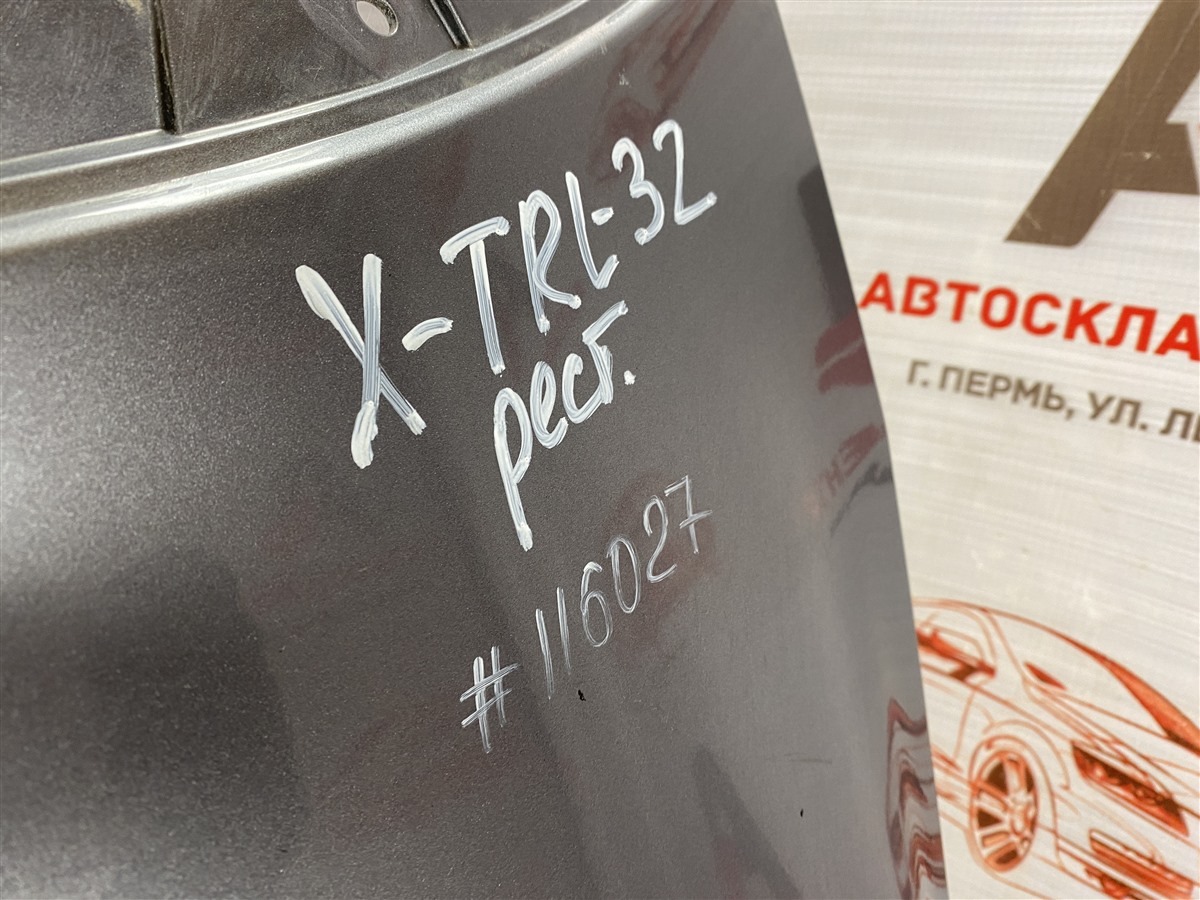 X-TRL-32
рест.
#116027
АВТОСКЛА
Г. ПЕРМЬ, УЛ.